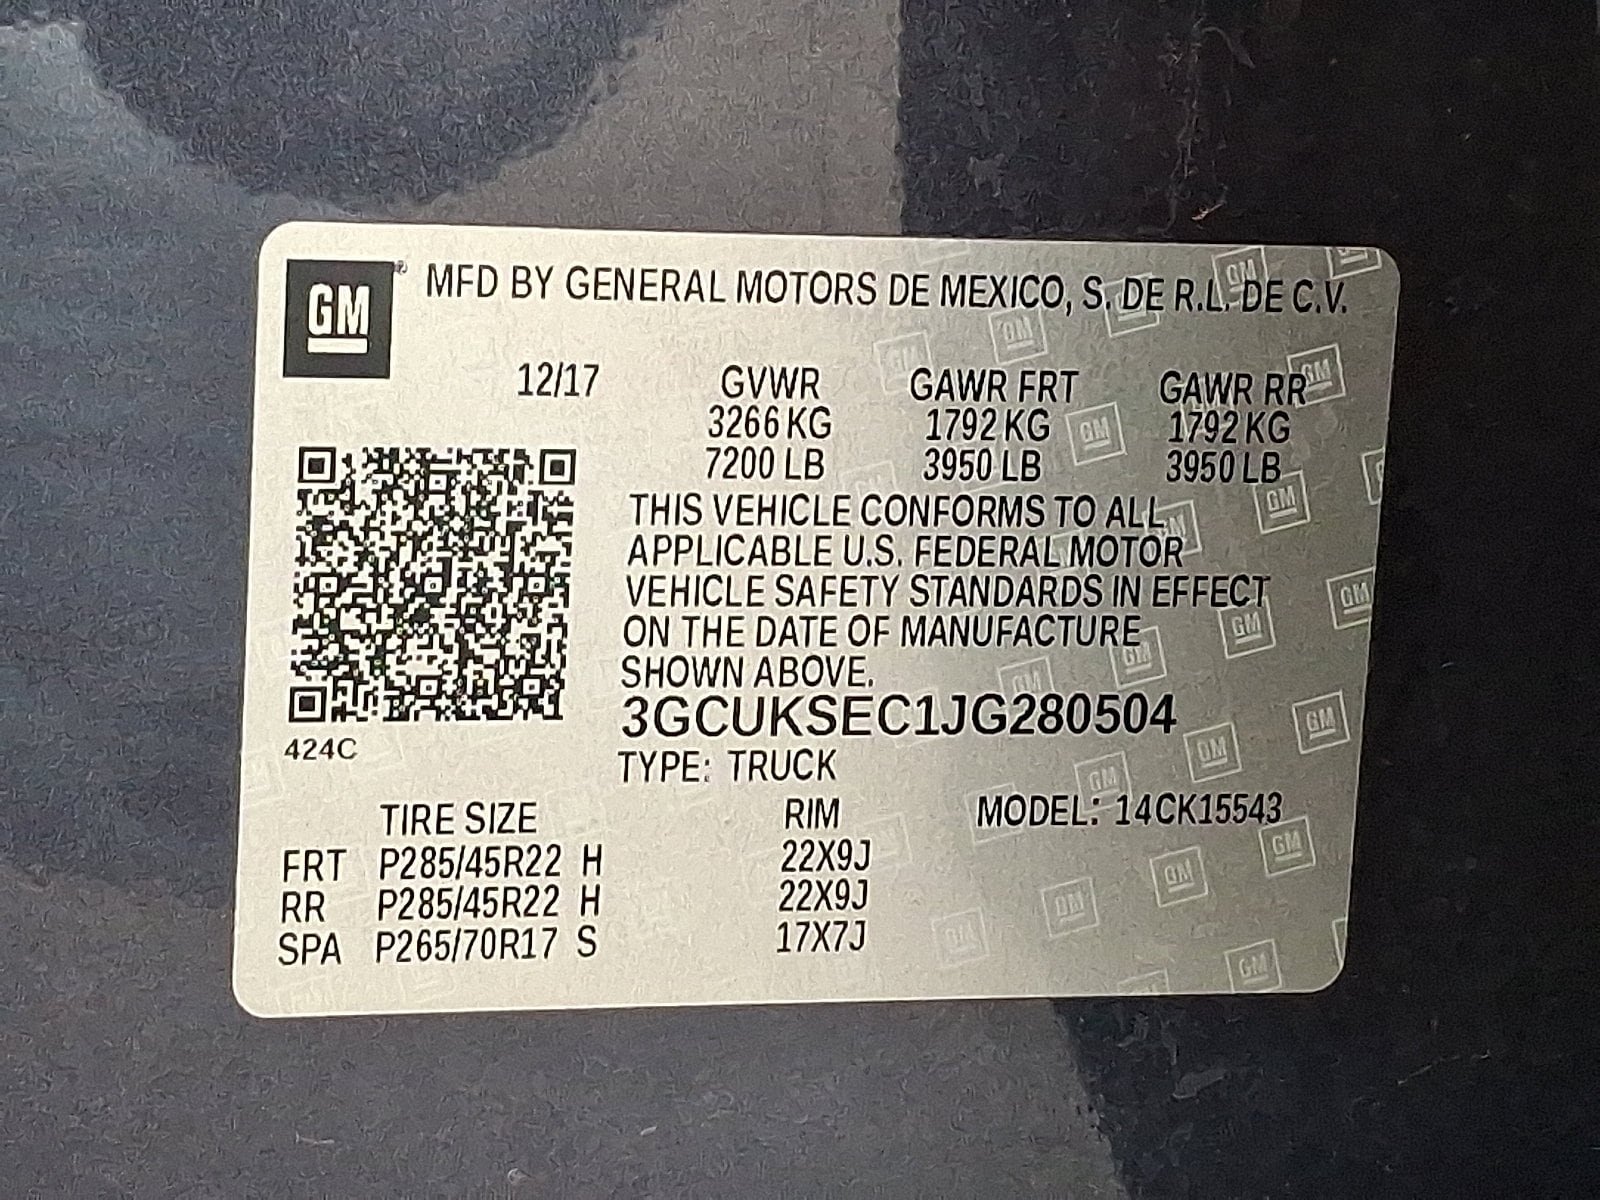 GM ® MFD BY GENERAL MOTORS DE MEXICO, S. DE R.L. DE C.V.
12/17 GVWR GAWR FRT GAWR RR
3266 KG 1792 KG 1792 KG
7200 LB 3950 LB 3950 LB
THIS VEHICLE CONFORMS TO ALL
APPLICABLE U.S. FEDERAL MOTOR
VEHICLE SAFETY STANDARDS IN EFFECT
ON THE DATE OF MANUFACTURE
SHOWN ABOVE.
3GCUKSEC1JG280504
424C
TYPE: TRUCK
TIRE SIZE RIM MODEL: 14CK15543
FRT P285/45R22 H 22X9J
RR P285/45R22 H 22X9J
SPA P265/70R17 S 17X7J